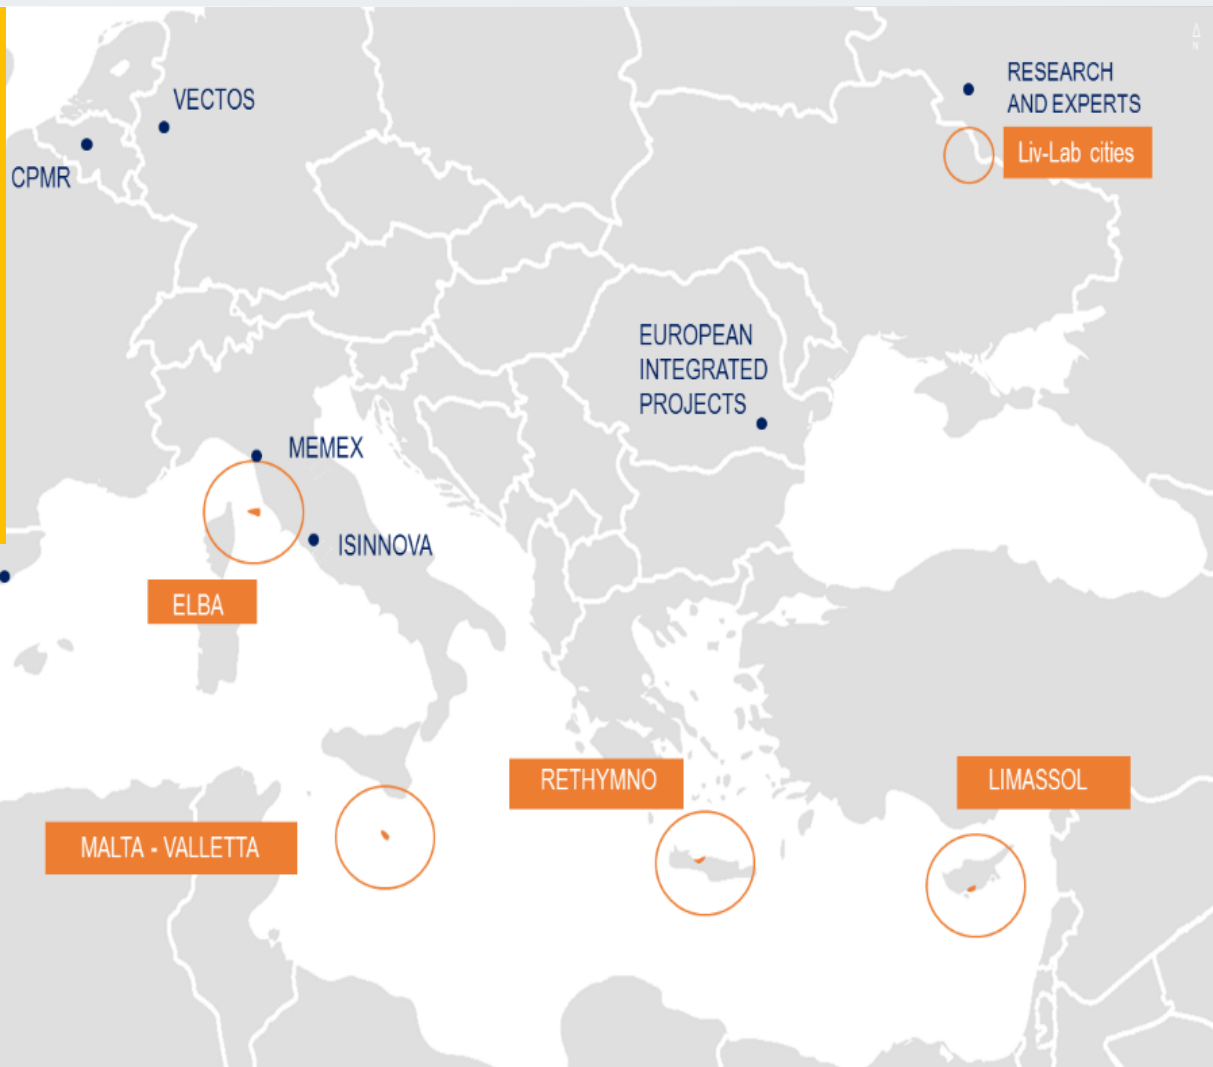 RESEARCH
AND EXPERTS
Liv-Lab cities
VECTOS
CPMR
EUROPEAN
INTEGRATED
PROJECTS
MEMEX
ISINNOVA
ELBA
RETHYMNO
LIMASSOL
MALTA - VALLETTA
N